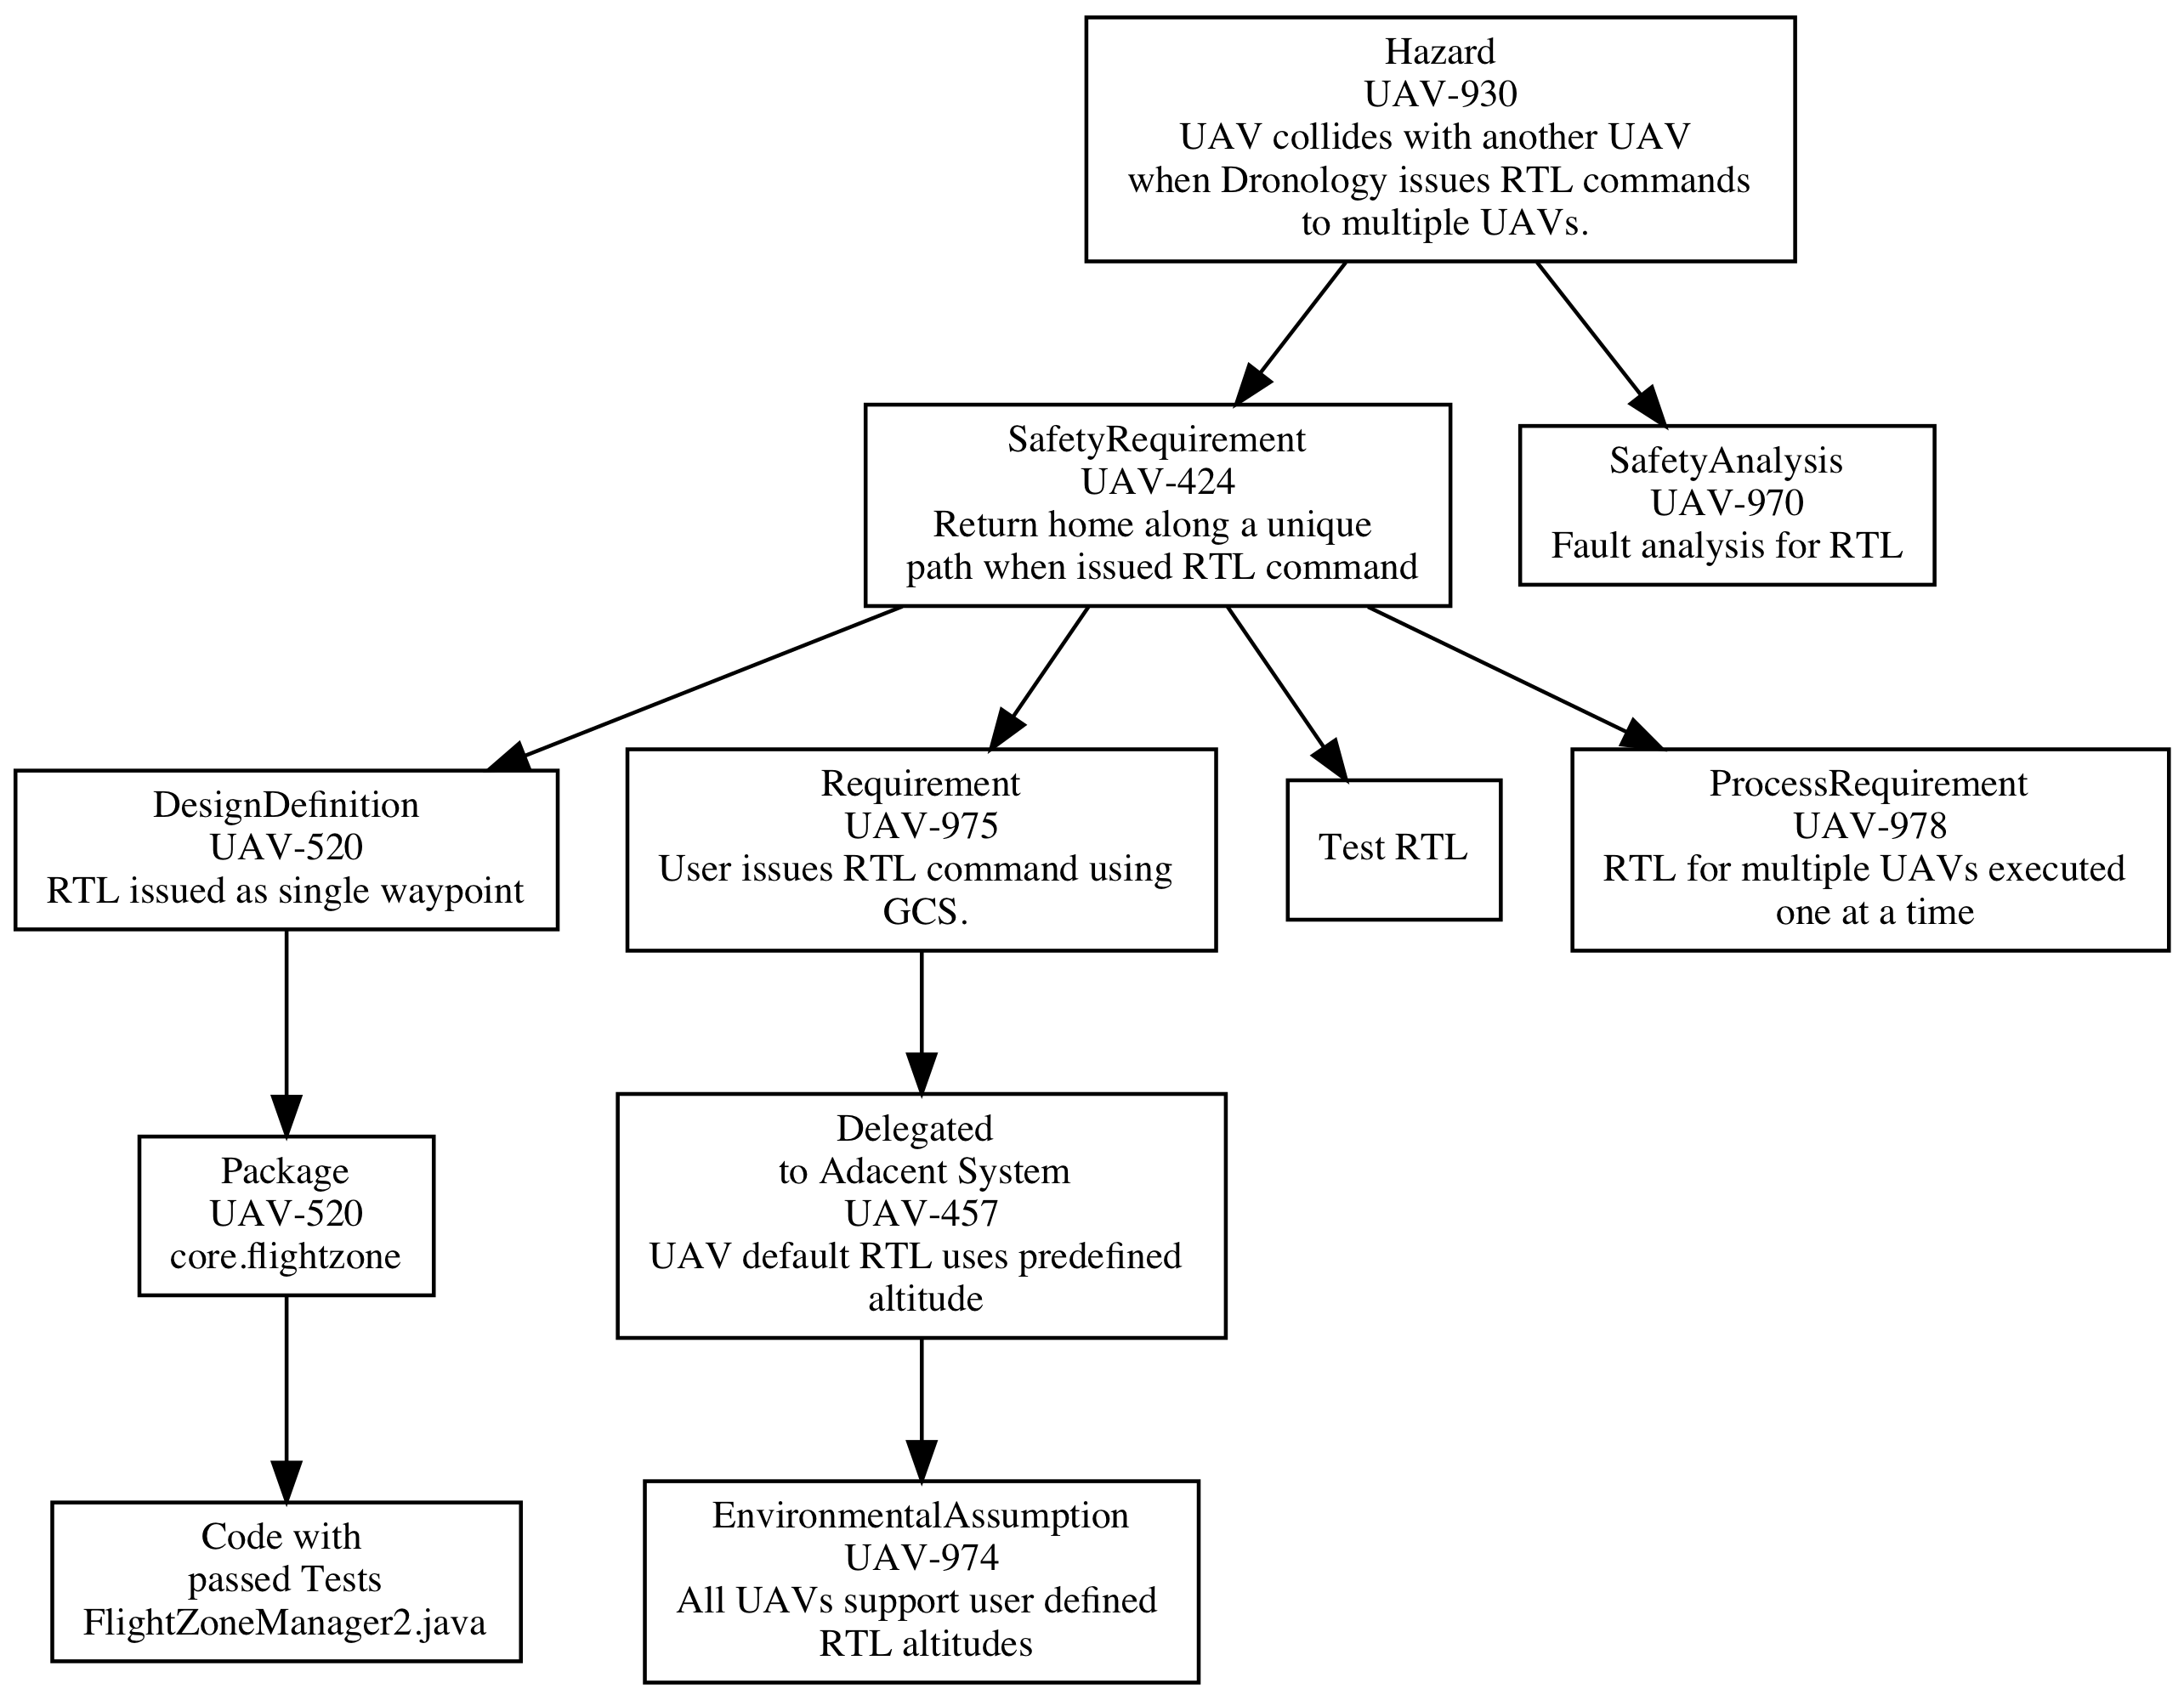 Hazard
UAV-930
UAV collides with another UAV
when Dronology issues RTL commands
to multiple UAVs.
SafetyRequirement
UAV-424
Return home along a unique
path when issued RTL command
SafetyAnalysis
UAV-970
Fault analysis for RTL
DesignDefinition
UAV-520
RTL issued as single waypoint
Requirement
UAV-975
User issues RTL command using
GCS.
Test RTL
ProcessRequirement
UAV-978
RTL for multiple UAVs executed
one at a time
Package
UAV-520
core.flightzone
Delegated
to Adacent System
UAV-457
UAV default RTL uses predefined
altitude
Code with
passed Tests
FlightZoneManager2.java
EnvironmentalAssumption
UAV-974
All UAVs support user defined
RTL altitudes